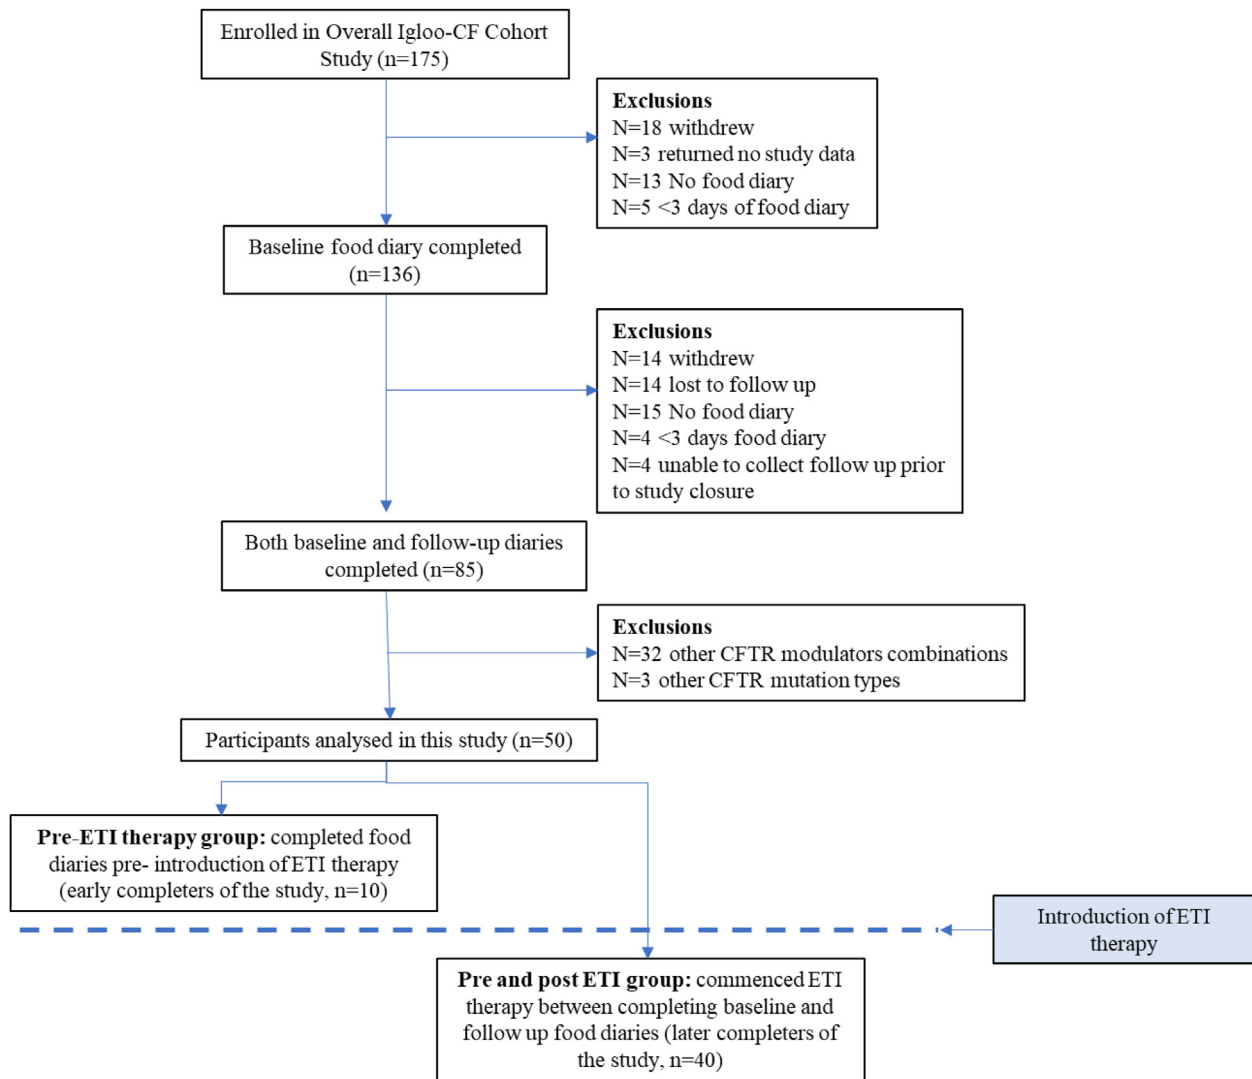 Enrolled in Overall Igloo-CF Cohort
Study (n=175)
Exclusions
N=18 withdrew
N=3 returned no study data
N=13 No food diary
N=5 <3 days of food diary
Baseline food diary completed
(n=136)
Exclusions
N=14 withdrew
N=14 lost to follow up
N=15 No food diary
N=4 <3 days food diary
N=4 unable to collect follow up prior
to study closure
Both baseline and follow-up diaries
completed (n=85)
Exclusions
N=32 other CFTR modulators combinations
N=3 other CFTR mutation types
Participants analysed in this study (n=50)
Pre-ETI therapy group: completed food
diaries pre- introduction of ETI therapy
(early completers of the study, n=10)
Introduction of ETI
therapy
Pre and post ETI group: commenced ETI
therapy between completing baseline and
follow up food diaries (later completers of
the study, n=40)